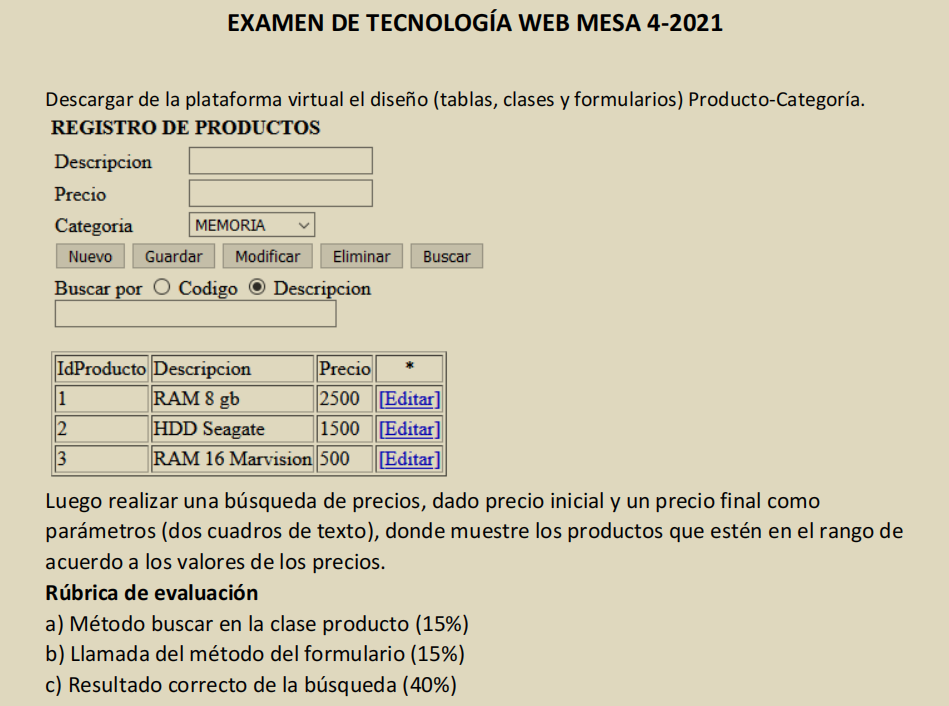 EXAMEN DE TECNOLOGÍA WEB MESA 4-2021
Descargar de la plataforma virtual el diseño (tablas, clases y formularios) Producto-Categoría.
REGISTRO DE PRODUCTOS
Descripcion
Precio
Categoria MEMORIA
Nuevo Guardar Modificar Eliminar Buscar
Buscar por Codigo Descripcion
IdProducto Descripcion Precio *
1 RAM 8 gb 2500 [Editar]
2 HDD Seagate 1500 [Editar]
3 RAM 16 Marvision 500 [Editar]
Luego realizar una búsqueda de precios, dado precio inicial y un precio final como
parámetros (dos cuadros de texto), donde muestre los productos que estén en el rango de
acuerdo a los valores de los precios.
Rúbrica de evaluación
a) Método buscar en la clase producto (15%)
b) Llamada del método del formulario (15%)
c) Resultado correcto de la búsqueda (40%)